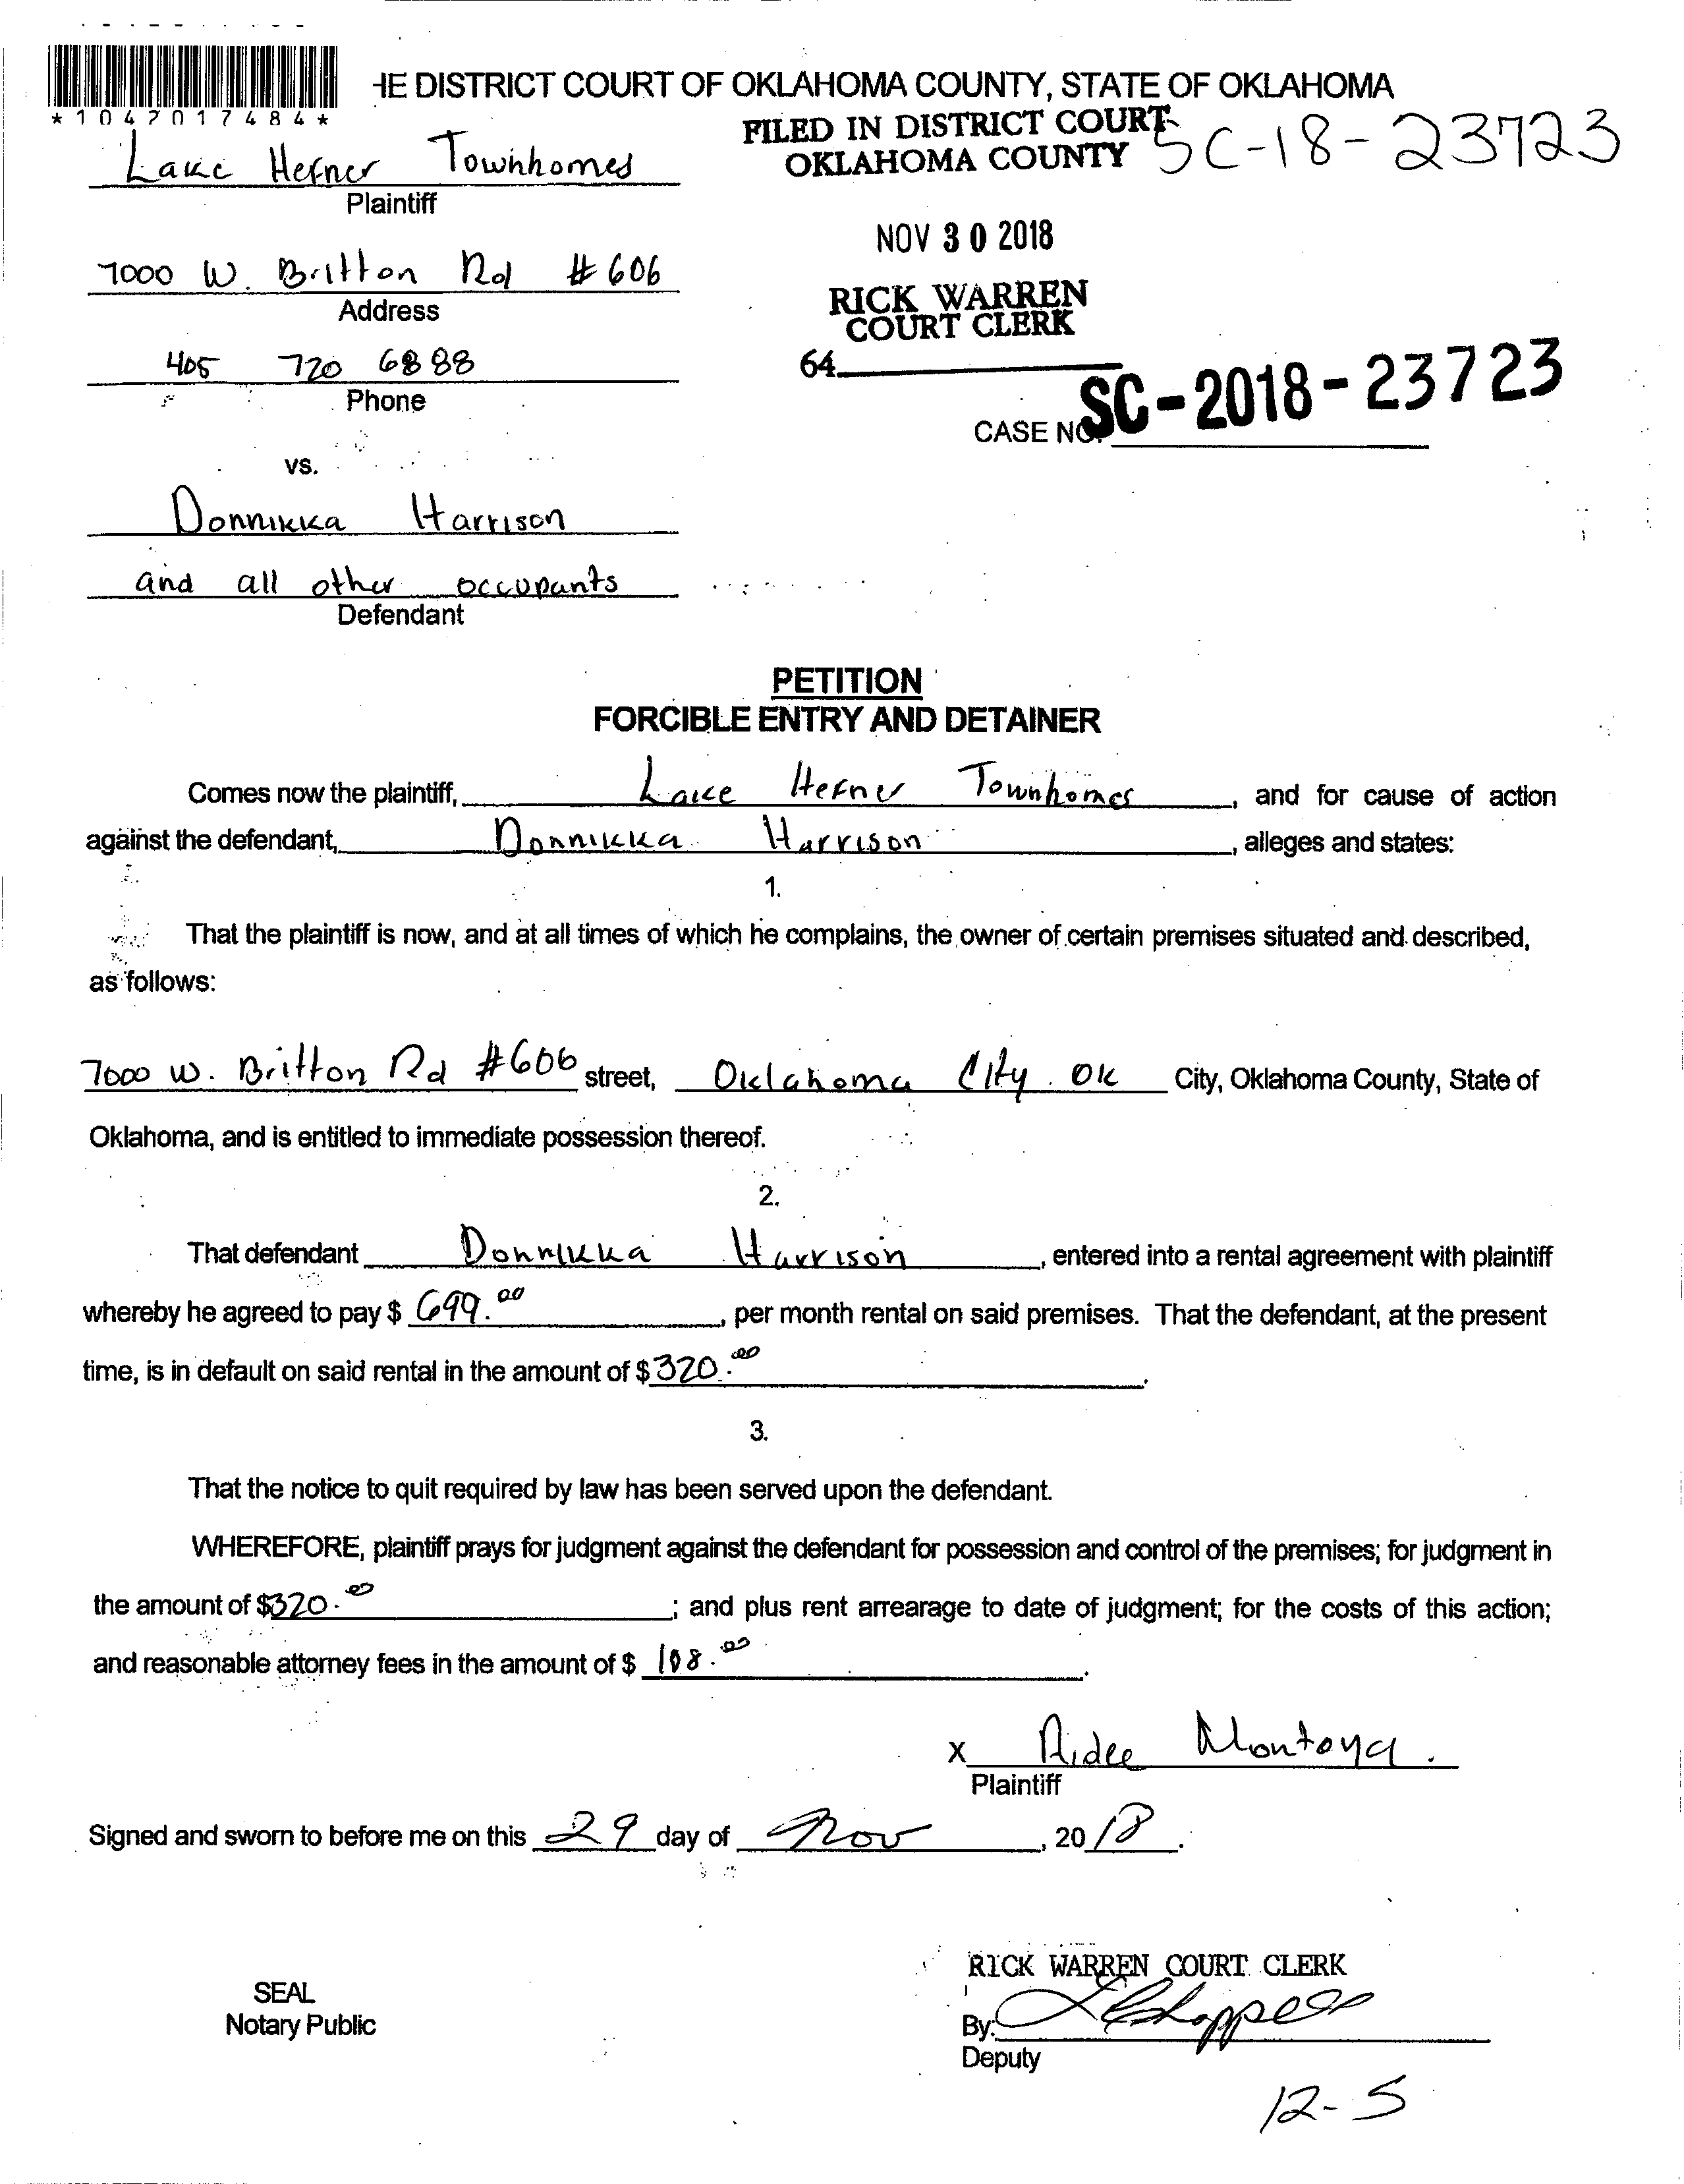 HE DISTRICT COURT OF OKLAHOMA COUNTY, STATE OF OKLAHOMA
*1047017484*
FILED IN DISTRICT COURT
OKLAHOMA COUNTY
SC-18-23723
Lake Hefner Townhomes
Plaintiff
NOV 30 2018
7000 W. Britton Rd #606
Address
RICK WARREN
COURT CLERK
405 720 6888
Phone
64
CASE NO. SC-2018-23723
vs.
Donnikka Harrison
and all other occupants
Defendant
PETITION
FORCIBLE ENTRY AND DETAINER
Comes now the plaintiff, Lake Hefner Townhomes, and for cause of action
against the defendant, Donnikka Harrison, alleges and states:
1.
That the plaintiff is now, and at all times of which he complains, the owner of certain premises situated and described,
as follows:
7000 W. Britton Rd #606 street, Oklahoma City OK City, Oklahoma County, State of
Oklahoma, and is entitled to immediate possession thereof.
2.
That defendant Donnikka Harrison, entered into a rental agreement with plaintiff
whereby he agreed to pay $ 699.00, per month rental on said premises. That the defendant, at the present
time, is in default on said rental in the amount of $ 320.00.
3.
That the notice to quit required by law has been served upon the defendant.
WHEREFORE, plaintiff prays for judgment against the defendant for possession and control of the premises; for judgment in
the amount of $320.00; and plus rent arrearage to date of judgment; for the costs of this action;
and reasonable attorney fees in the amount of $ 108.00.
X Aidee Montoya.
Plaintiff
Signed and sworn to before me on this 29 day of Nov, 2018.
RICK WARREN COURT CLERK
SEAL
Notary Public
By:
Deputy
12-5